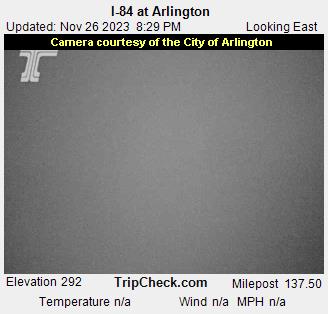 I-84 at Arlington
Updated: Nov 26 2023 8:29 PM Looking East
Camera courtesy of the City of Arlington
Elevation 292 TripCheck.com Milepost 137.50
Temperature n/a Wind n/a MPH n/a